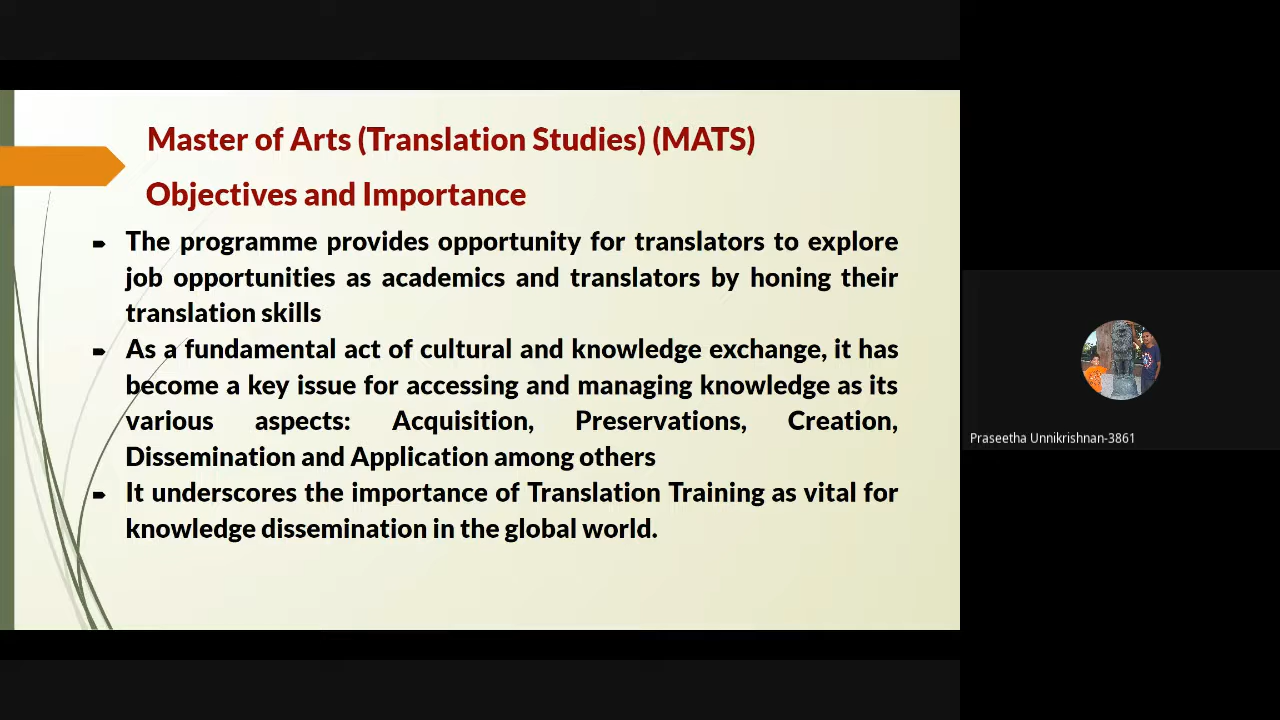 Master of Arts (Translation Studies) (MATS)
Objectives and Importance
The programme provides opportunity for translators to explore
job opportunities as academics and translators by honing their
translation skills
As a fundamental act of cultural and knowledge exchange, it has
become a key issue for accessing and managing knowledge as its
various aspects: Acquisition, Preservations, Creation,
Dissemination and Application among others
It underscores the importance of Translation Training as vital for
knowledge dissemination in the global world.
Praseetha Unnikrishnan-3861